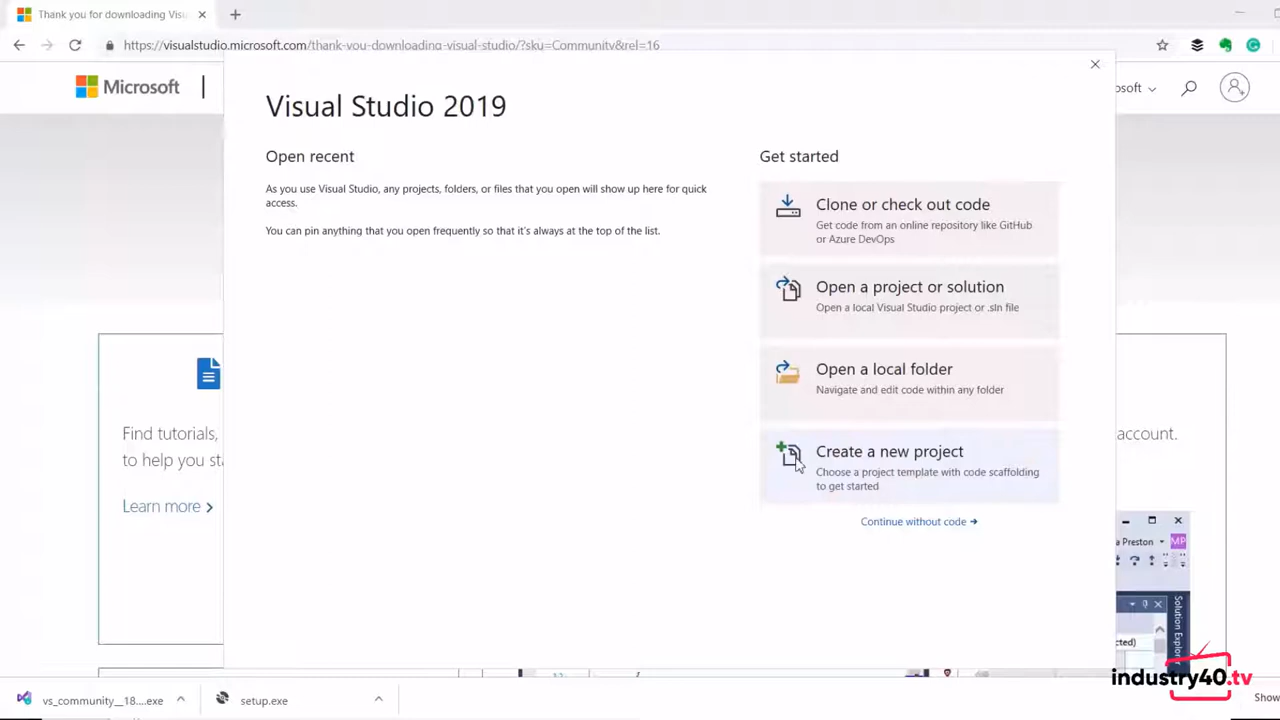 Thank you for downloading Visu
https://visualstudio.microsoft.com/thank-you-downloading-visual-studio/?sku=Community&rel=16
Microsoft
osoft
Visual Studio 2019
Open recent
As you use Visual Studio, any projects, folders, or files that you open will show up here for quick
access.
You can pin anything that you open frequently so that it's always at the top of the list.
Get started
Clone or check out code
Get code from an online repository like GitHub
or Azure DevOps
Open a project or solution
Open a local Visual Studio project or .sln file
Open a local folder
Navigate and edit code within any folder
Create a new project
Choose a project template with code scaffolding
to get started
Continue without code
Find tutorials,
to help you sta
Learn more
account.
a Preston
MP
Solution Explor
cted)
industry40.tv
vs_community__18....exe
setup.exe
Show